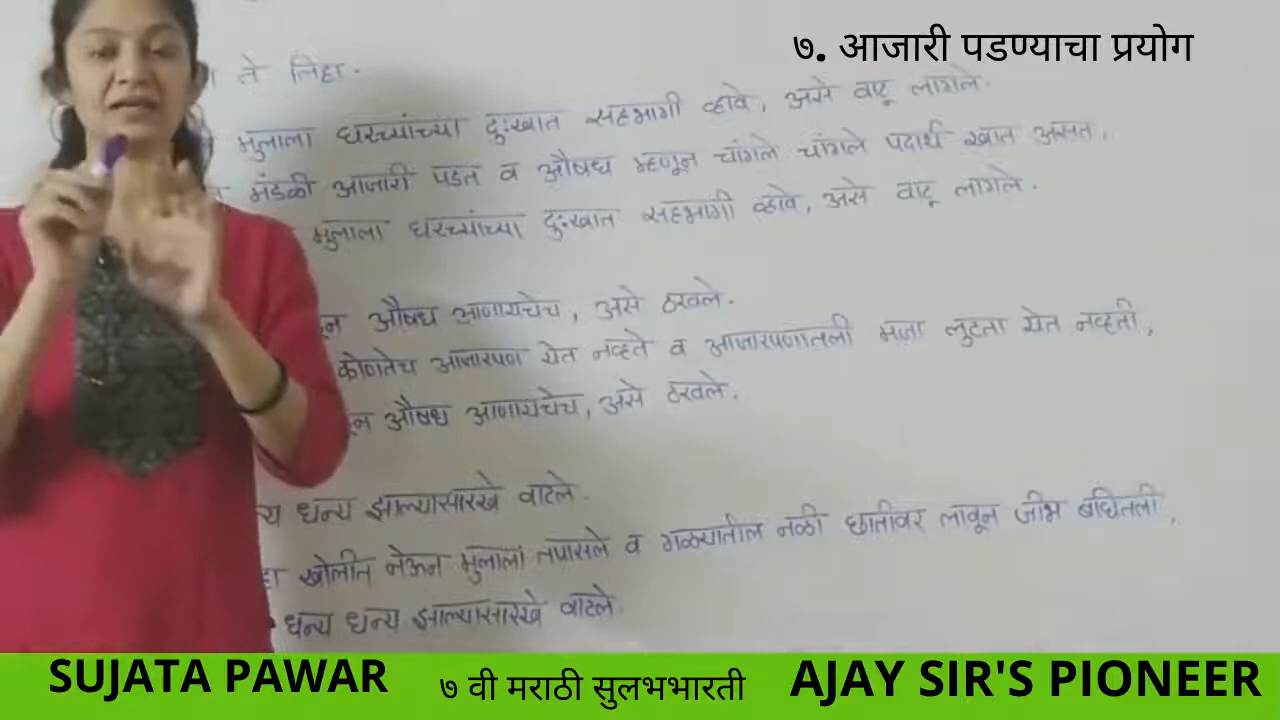 ७. आजारी पडण्याचा प्रयोग
ते लिहा.
मुलाला घरच्यांच्या दुःखात सहभागी व्हावे, असे वाटू लागले.
मंडळी आजारी पडत व औषध म्हणून चांगले चांगले पदार्थ खात असत,
मुलाला घरच्यांच्या दुःखात सहभागी व्हावे, असे वाटू लागले.
औषध आणायचेच, असे ठरवले.
कोणतेच आजारपण येत नव्हते व आजारपणातली मजा लुटता येत नव्हती,
औषध आणायचेच, असे ठरवले.
धन्य झाल्यासारखे वाटले.
खोलीत नेऊन मुलाला तपासले व गळ्यातील नळी छातीवर लावून जीभ बघितली,
धन्य धन्य झाल्यासारखे वाटले
SUJATA PAWAR
७ वी मराठी सुलभभारती
AJAY SIR'S PIONEER